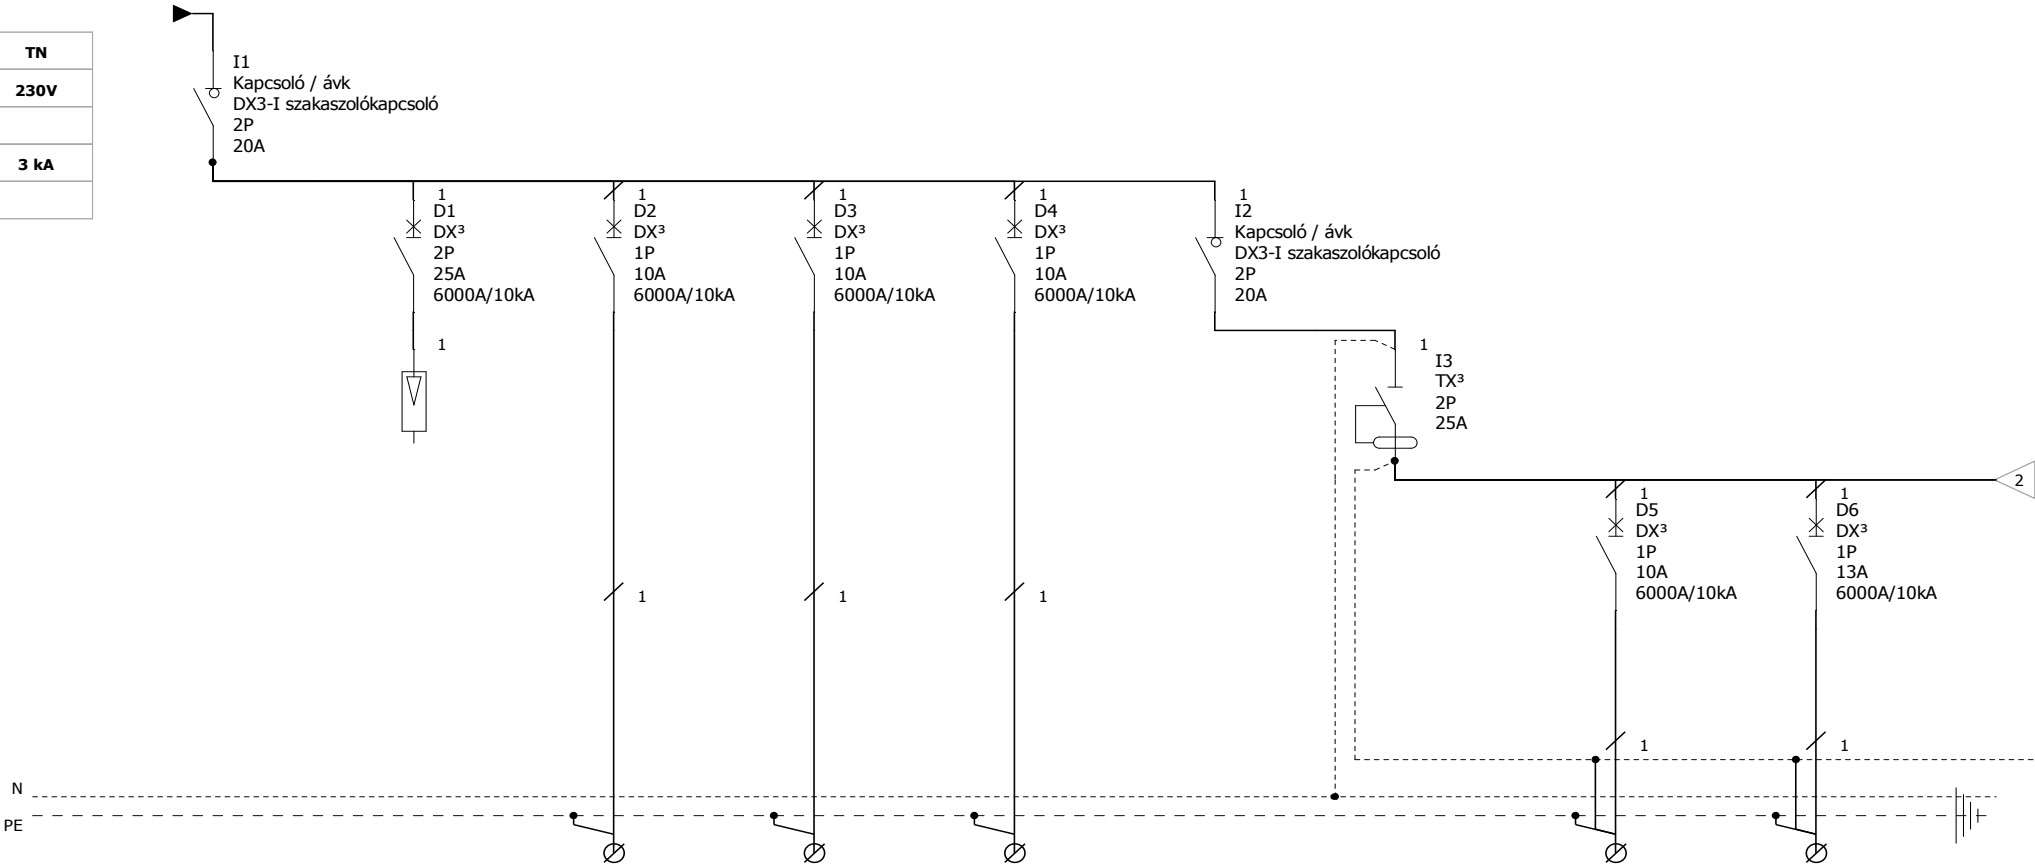 TN
230V
3 kA
I1
Kapcsoló / ávk
DX3-I szakaszolókapcsoló
2P
20A
1
D1
DX³
2P
25A
6000A/10kA
1
1
D2
DX³
1P
10A
6000A/10kA
1
1
D3
DX³
1P
10A
6000A/10kA
1
1
D4
DX³
1P
10A
6000A/10kA
1
1
I2
Kapcsoló / ávk
DX3-I szakaszolókapcsoló
2P
20A
1
I3
TX³
2P
25A
2
1
D5
DX³
1P
10A
6000A/10kA
1
1
D6
DX³
1P
13A
6000A/10kA
1
N
PE